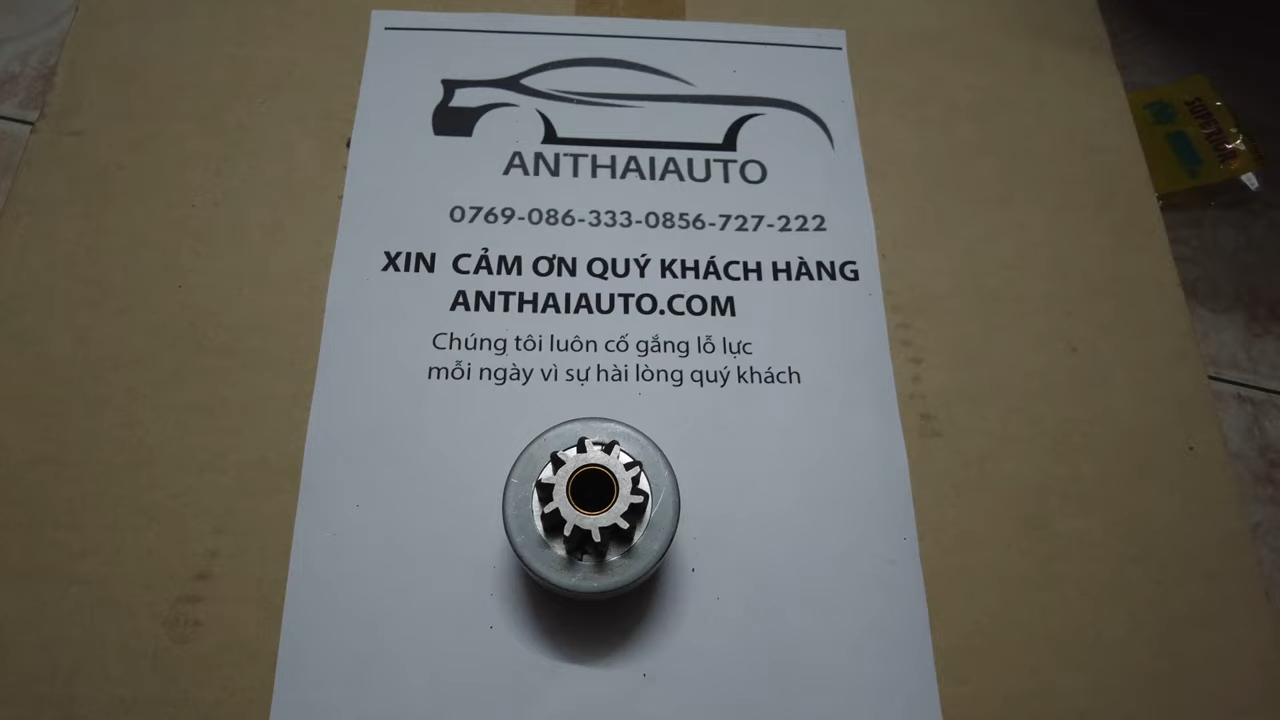 ANTHAIAUTO
0769-086-333-0856-727-222
XIN CẢM ƠN QUÝ KHÁCH HÀNG
ANTHAIAUTO.COM
Chúng tôi luôn cố gắng lỗ lực
mỗi ngày vì sự hài lòng quý khách